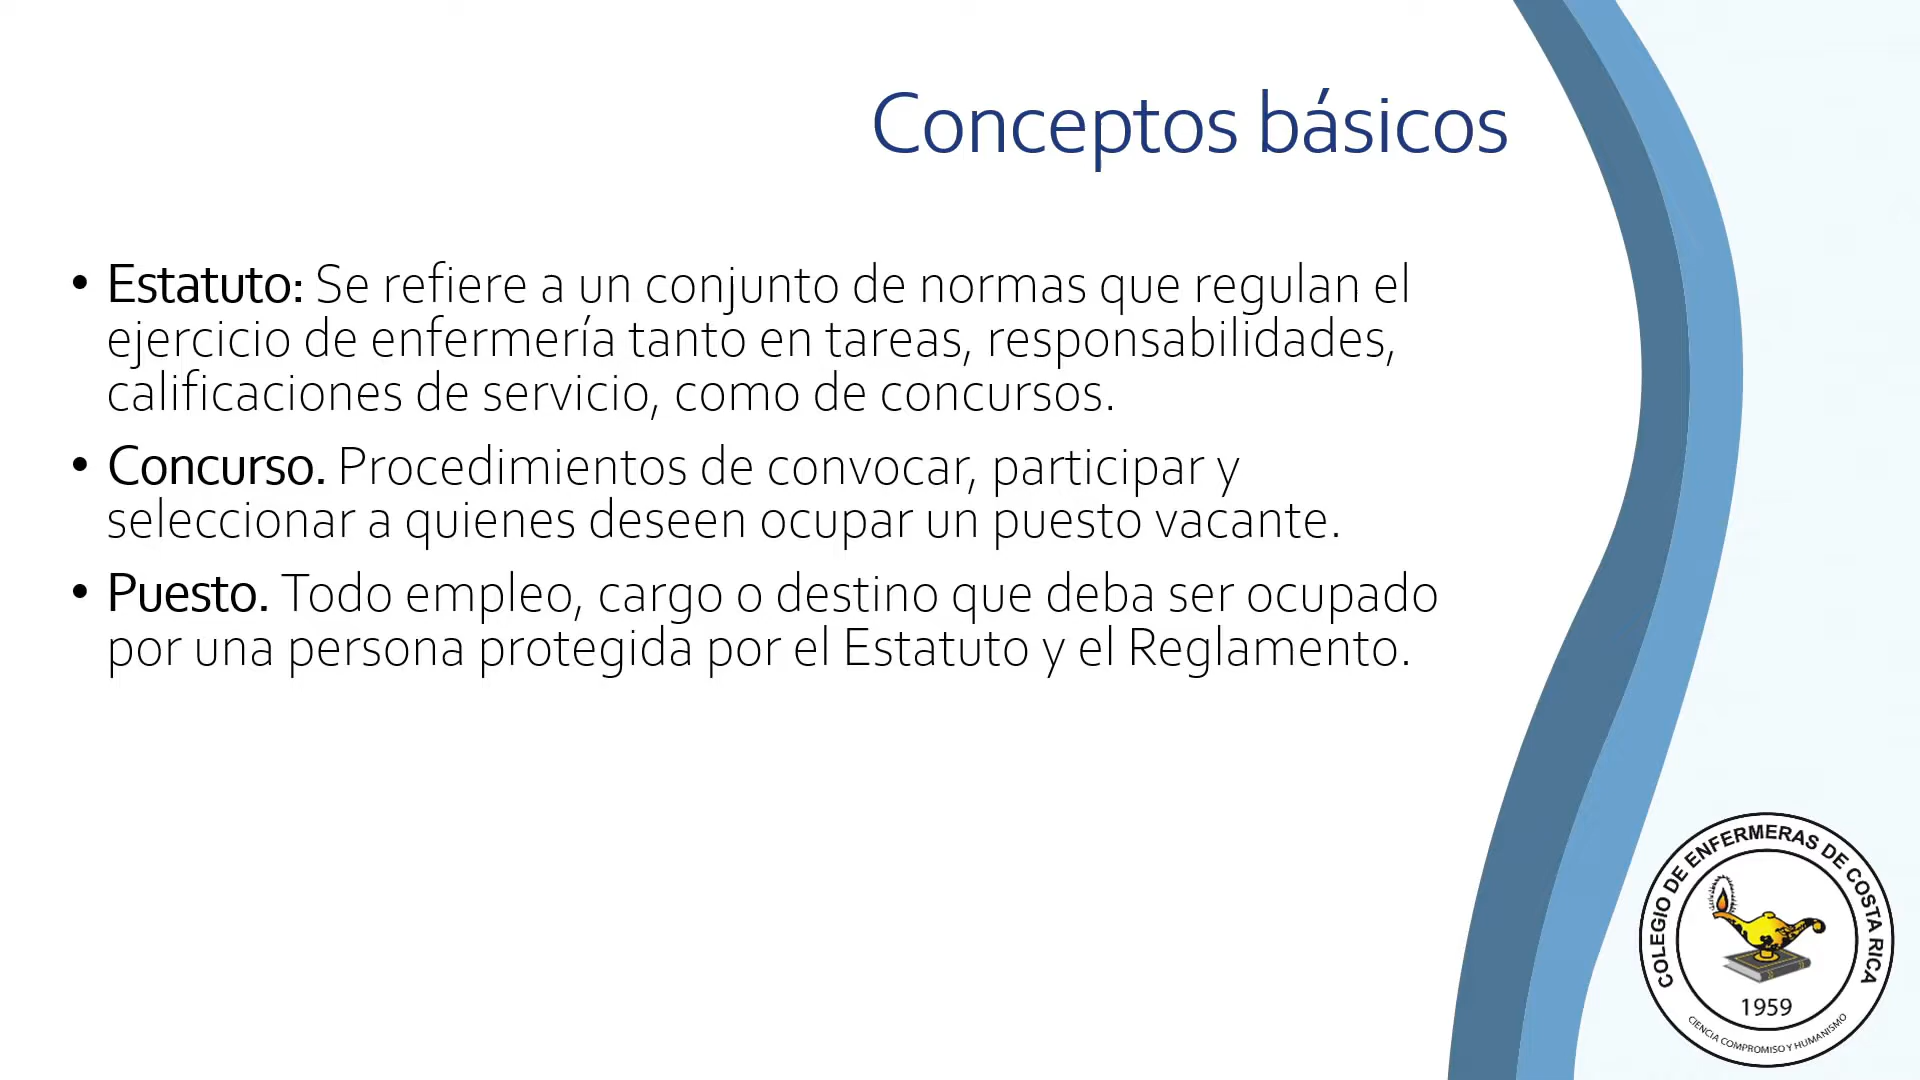 Conceptos básicos
• Estatuto: Se refiere a un conjunto de normas que regulan el
ejercicio de enfermería tanto en tareas, responsabilidades,
calificaciones de servicio, como de concursos.
• Concurso. Procedimientos de convocar, participar y
seleccionar a quienes deseen ocupar un puesto vacante.
• Puesto. Todo empleo, cargo o destino que deba ser ocupado
por una persona protegida por el Estatuto y el Reglamento.
COLEGIO DE ENFERMERAS DE COSTA RICA
1959
CIENCIA COMPROMISO Y HUMANISMO